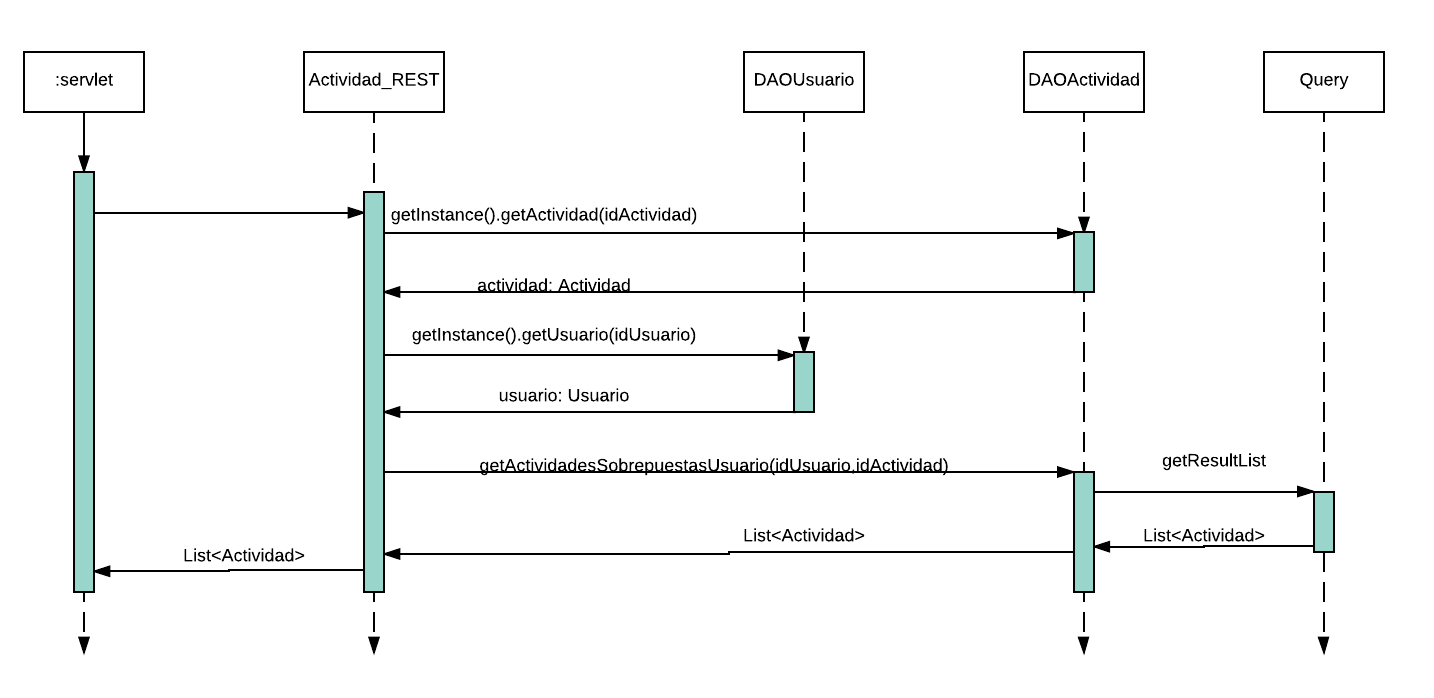 :servlet
Actividad_REST
DAOUsuario
DAOActividad
Query
getInstance().getActividad(idActividad)
actividad: Actividad
getInstance().getUsuario(idUsuario)
usuario: Usuario
getActividadesSobrepuestasUsuario(idUsuario,idActividad)
getResultList
List<Actividad>
List<Actividad>
List<Actividad>